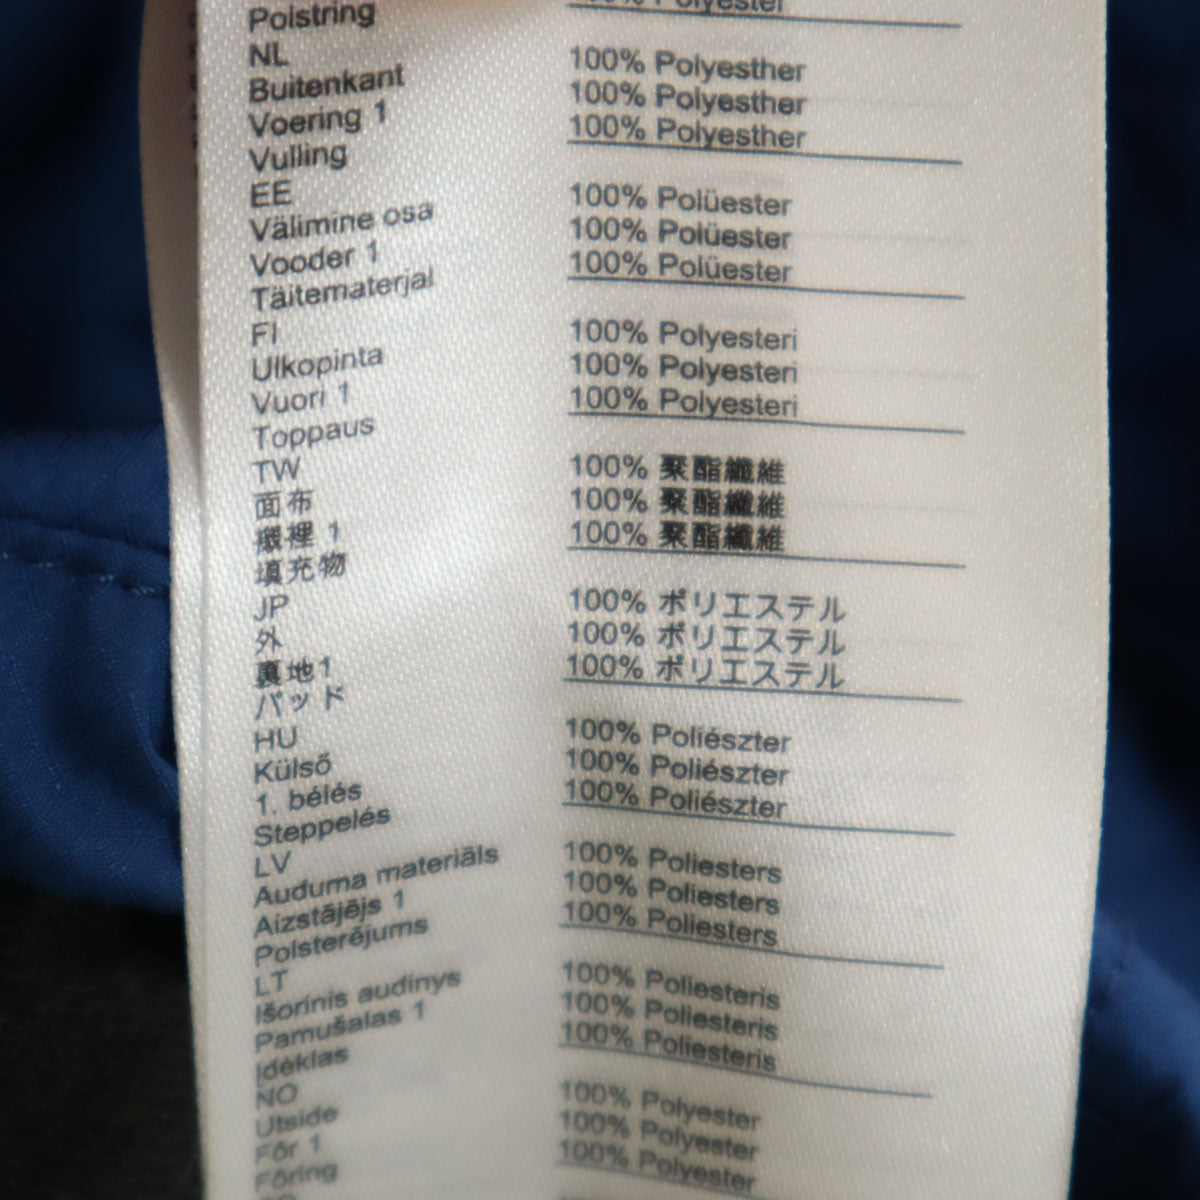 Polstring 100% Polyester
NL
Buitenkant 100% Polyesther
Voering 1 100% Polyesther
Vulling 100% Polyesther
EE
Välimine osa 100% Polüester
Vooder 1 100% Polüester
Täitematerjal 100% Polüester
FI
Ulkopinta 100% Polyesteri
Vuori 1 100% Polyesteri
Toppaus 100% Polyesteri
TW
面布 100% 聚酯纖維
襯裡 1 100% 聚酯纖維
填充物 100% 聚酯纖維
JP
外 100% ポリエステル
裏地1 100% ポリエステル
パッド 100% ポリエステル
HU
Külső 100% Poliészter
1. bélés 100% Poliészter
Steppelés 100% Poliészter
LV
Auduma materiāls 100% Poliesters
Aizstājējs 1 100% Poliesters
Polsterējums 100% Poliesters
LT
Išorinis audinys 100% Poliesteris
Pamušalas 1 100% Poliesteris
Įdėklas 100% Poliesteris
NO
Utside 100% Polyester
Fôr 1 100% Polyester
Fôring 100% Polyester